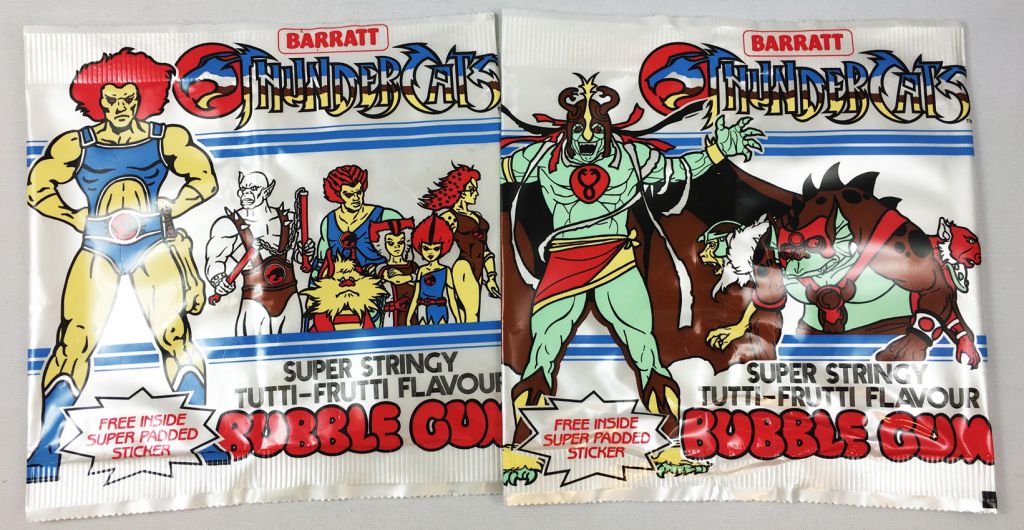 BARRATT
THUNDERCATS
SUPER STRINGY
TUTTI-FRUTTI FLAVOUR
BUBBLE GUM
FREE INSIDE
SUPER PADDED
STICKER
BARRATT
THUNDERCATS
SUPER STRINGY
TUTTI-FRUTTI FLAVOUR
BUBBLE GUM
FREE INSIDE
SUPER PADDED
STICKER